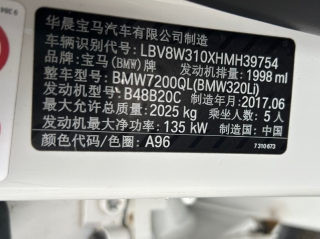 华晨宝马汽车有限公司制造
车辆识别代号: LBV8W310XHMH39754
品牌: 宝马(BMW)牌 发动机排量: 1998 ml
整车型号: BMW7200QL(BMW320Li)
发动机型号: B48B20C 制造年月: 2017.06
最大允许总质量: 2025 kg 乘坐人数: 5人
发动机最大净功率: 135 kW 制造国: 中国
颜色代码/色圈: A96
7 310 673